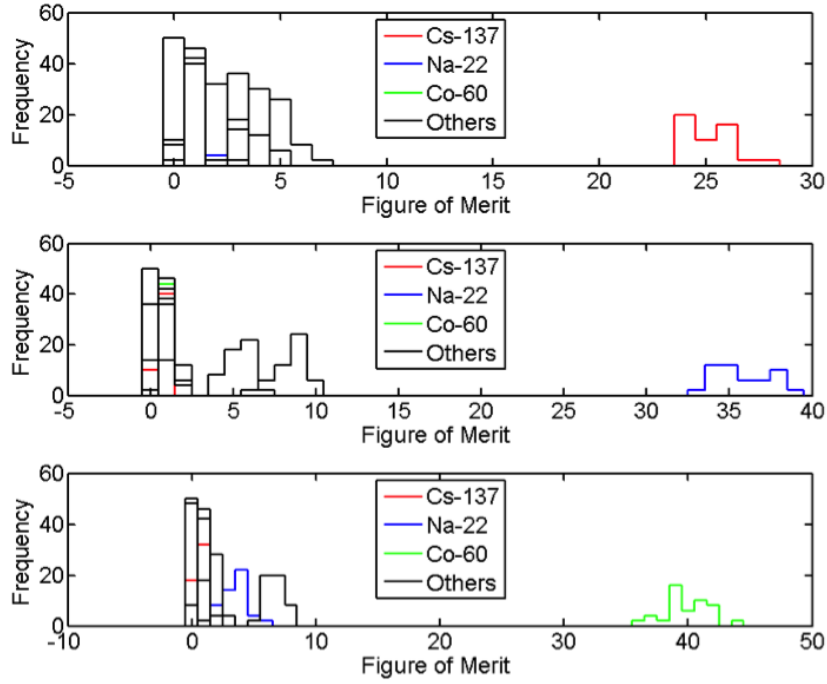 60
40
20
0
Frequency
-5 0 5 10 15 20 25 30
Figure of Merit
Cs-137
Na-22
Co-60
Others
60
40
20
0
Frequency
-5 0 5 10 15 20 25 30 35 40
Figure of Merit
Cs-137
Na-22
Co-60
Others
60
40
20
0
Frequency
-10 0 10 20 30 40 50
Figure of Merit
Cs-137
Na-22
Co-60
Others